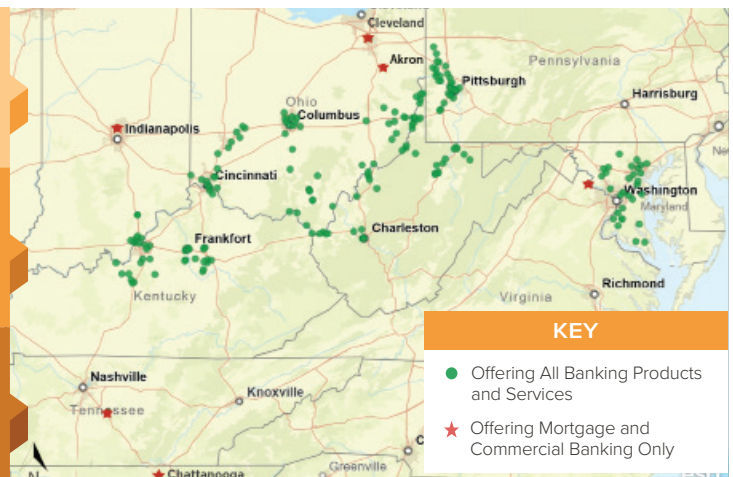 Cleveland
Akron
Pennsylvania
Pittsburgh
Harrisburg
Ohio
Columbus
Indianapolis
Cincinnati
Washington
Maryland
Charleston
Frankfort
Kentucky
Virginia
Richmond
Nashville
Tennessee
Knoxville
Chattanooga
Greenville
N
KEY
Offering All Banking Products
and Services
Offering Mortgage and
Commercial Banking Only